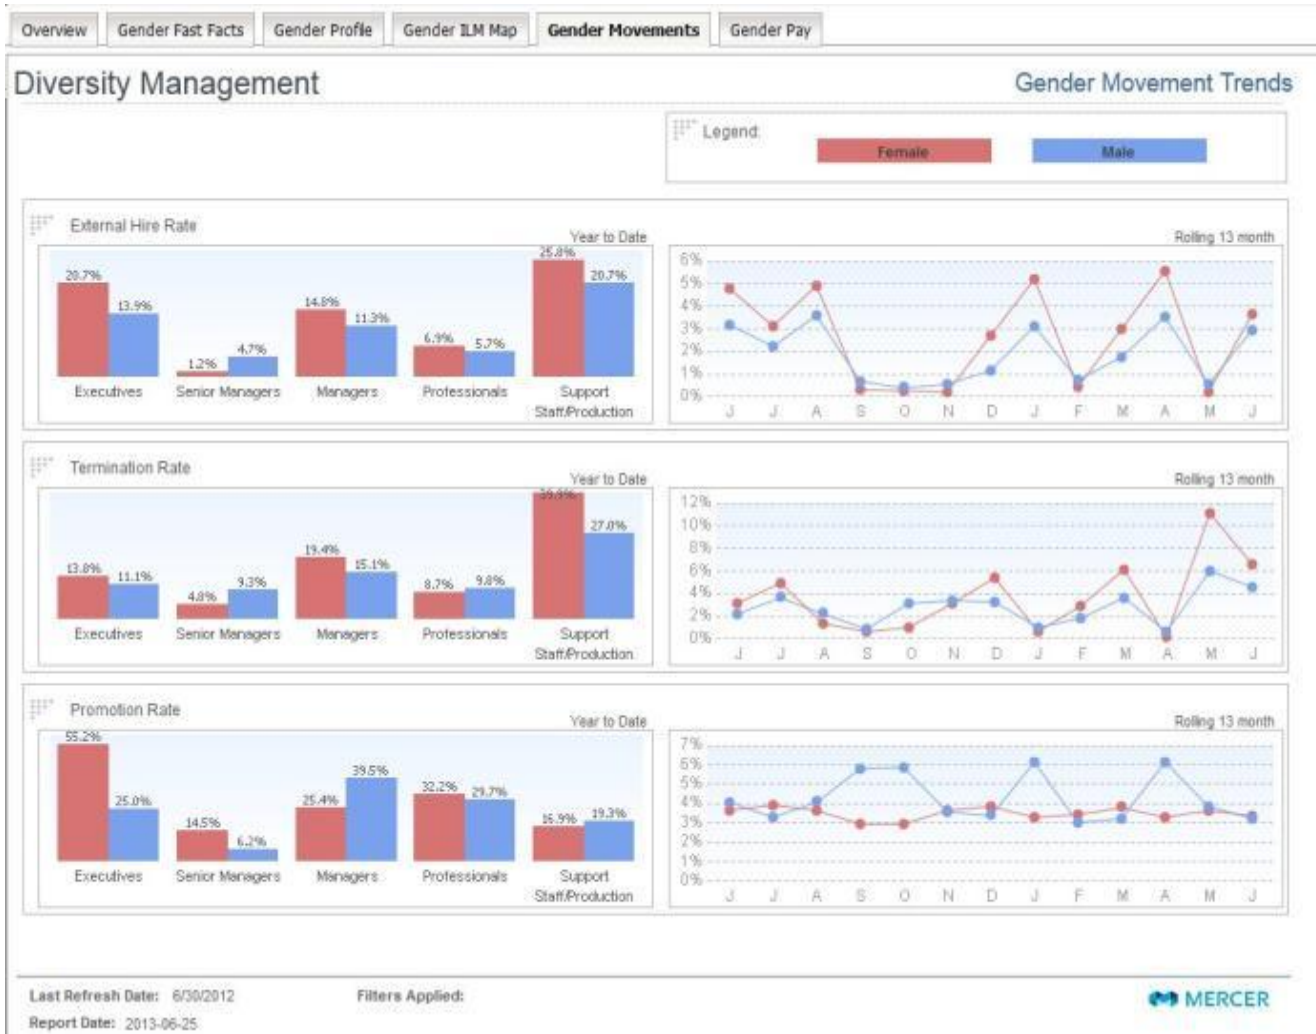 Overview Gender Fast Facts Gender Profile Gender ILM Map Gender Movements Gender Pay
Diversity Management
Gender Movement Trends
Legend:
Female Male
External Hire Rate
Year to Date
20.7% 13.9% 1.2% 4.7% 14.8% 11.3% 6.9% 5.7% 25.8% 20.7%
Executives Senior Managers Managers Professionals Support
Staff/Production
Rolling 13 month
6%
5%
4%
3%
2%
1%
0%
J J A S O N D J F M A M J
Termination Rate
Year to Date
13.8% 11.1% 4.8% 9.3% 19.4% 15.1% 8.7% 9.8% 27.0%
Executives Senior Managers Managers Professionals Support
Staff/Production
Rolling 13 month
12%
10%
8%
6%
4%
2%
0%
J J A S O N D J F M A M J
Promotion Rate
Year to Date
55.2% 25.0% 14.5% 6.2% 25.4% 39.5% 32.2% 29.7% 16.9% 19.3%
Executives Senior Managers Managers Professionals Support
Staff/Production
Rolling 13 month
7%
6%
5%
4%
3%
2%
1%
0%
J J A S O N D J F M A M J
Last Refresh Date: 6/30/2012 Filters Applied:
MERCER
Report Date: 2013-06-25